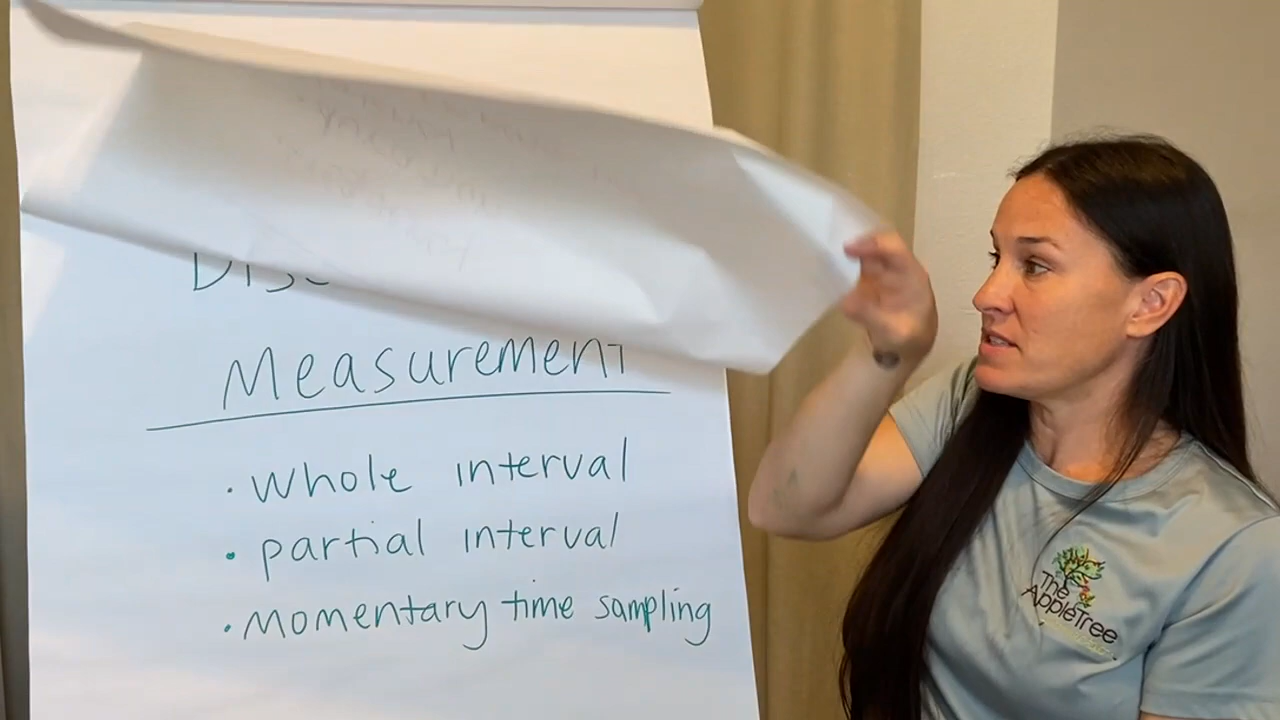 Measurement
• whole interval
• partial interval
• momentary time sampling
The
AppleTree